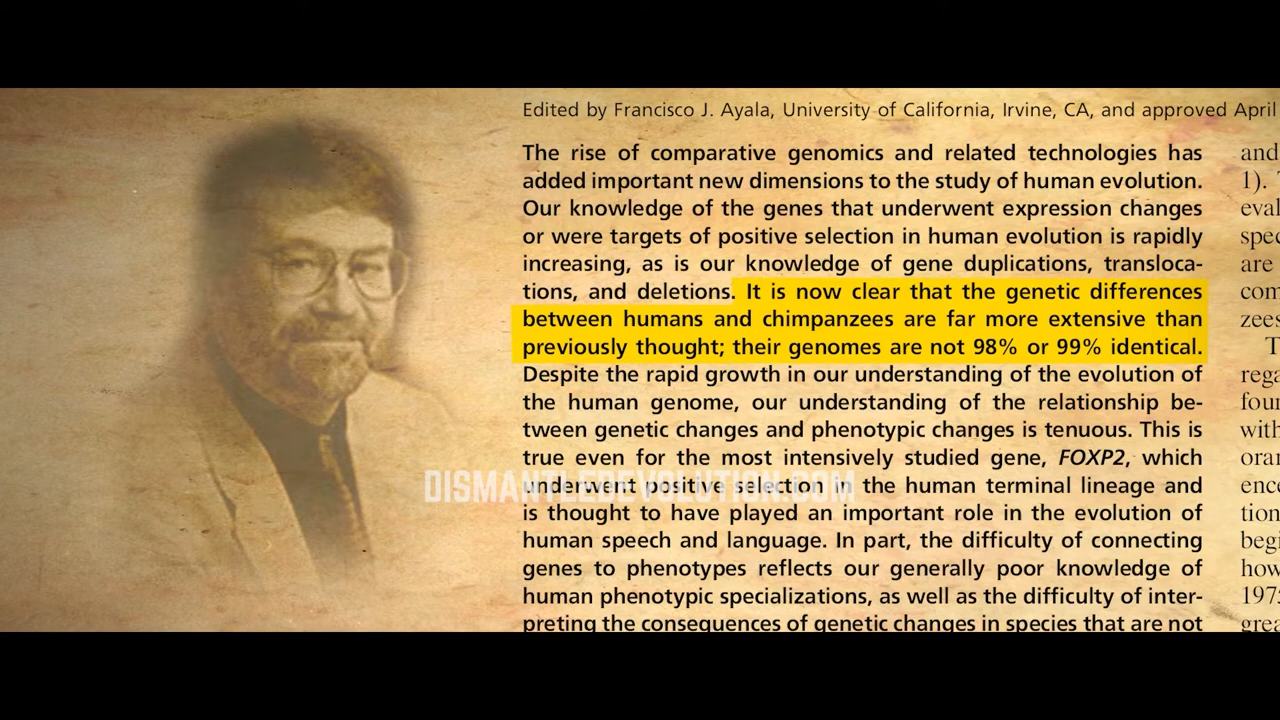 Edited by Francisco J. Ayala, University of California, Irvine, CA, and approved April
The rise of comparative genomics and related technologies has
added important new dimensions to the study of human evolution.
Our knowledge of the genes that underwent expression changes
or were targets of positive selection in human evolution is rapidly
increasing, as is our knowledge of gene duplications, transloca-
tions, and deletions. It is now clear that the genetic differences
between humans and chimpanzees are far more extensive than
previously thought; their genomes are not 98% or 99% identical.
Despite the rapid growth in our understanding of the evolution of
the human genome, our understanding of the relationship be-
tween genetic changes and phenotypic changes is tenuous. This is
true even for the most intensively studied gene, FOXP2, which
underwent positive selection in the human terminal lineage and
is thought to have played an important role in the evolution of
human speech and language. In part, the difficulty of connecting
genes to phenotypes reflects our generally poor knowledge of
human phenotypic specializations, as well as the difficulty of inter-
preting the consequences of genetic changes in species that are not
DISMANTLEDEVOLUTION.COM
and
1).
are
with